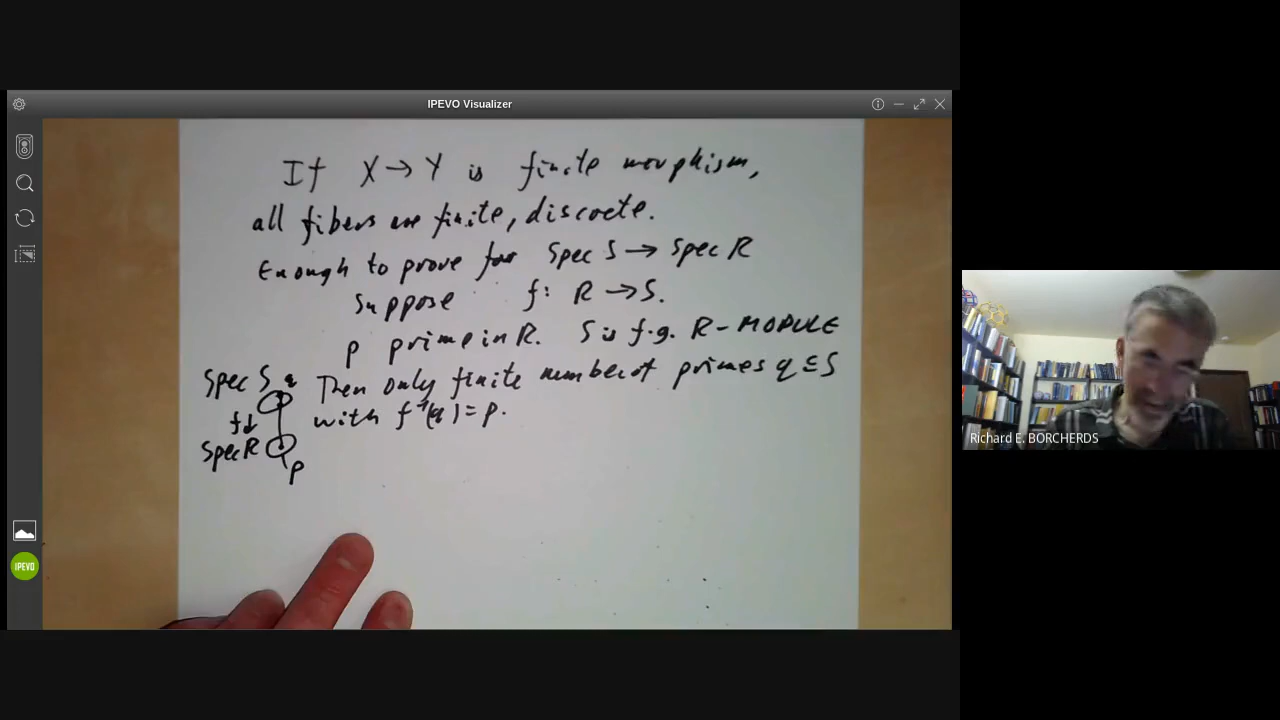 IPEVO Visualizer
If X → Y is finite morphism,
all fibers are finite, discrete.
Enough to prove for Spec S → Spec R
Suppose f: R → S.
p prime in R. S is f.g. R-MODULE
Then only finite number of primes q ⊆ S
with f⁻¹(q) = p.
Spec S q
f↓
Spec R
p
IPEVO
Richard E. BORCHERDS